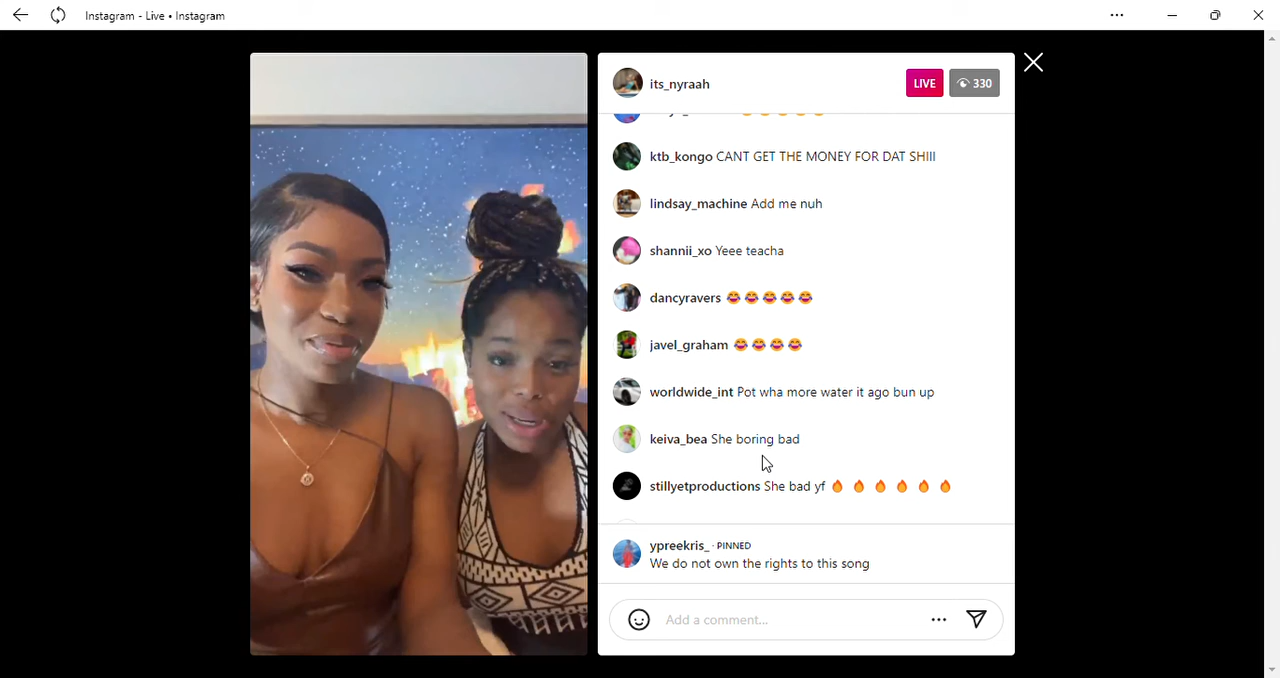 Instagram - Live • Instagram
its_nyraah
LIVE
330
ktb_kongo CANT GET THE MONEY FOR DAT SHIII
lindsay_machine Add me nuh
shannii_xo Yeee teacha
dancyravers 😂😂😂😂😂
javel_graham 😂😂😂😂
worldwide_int Pot wha more water it ago bun up
keiva_bea She boring bad
stillyetproductions She bad yf 🔥🔥🔥🔥🔥🔥
ypreekris_ · PINNED
We do not own the rights to this song
Add a comment...